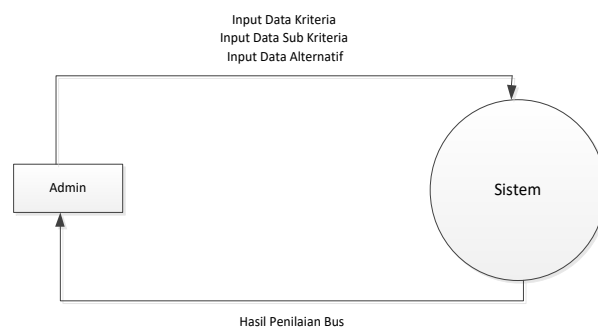 Input Data Kriteria
Input Data Sub Kriteria
Input Data Alternatif
Admin
Sistem
Hasil Penilaian Bus